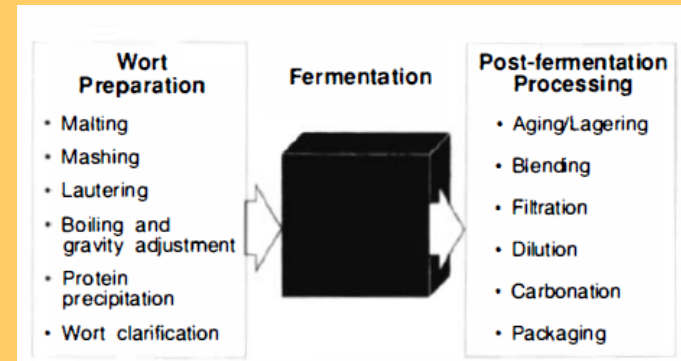 Wort
Preparation
• Malting
• Mashing
• Lautering
• Boiling and
gravity adjustment
• Protein
precipitation
• Wort clarification
Fermentation
Post-fermentation
Processing
• Aging/Lagering
• Blending
• Filtration
• Dilution
• Carbonation
• Packaging